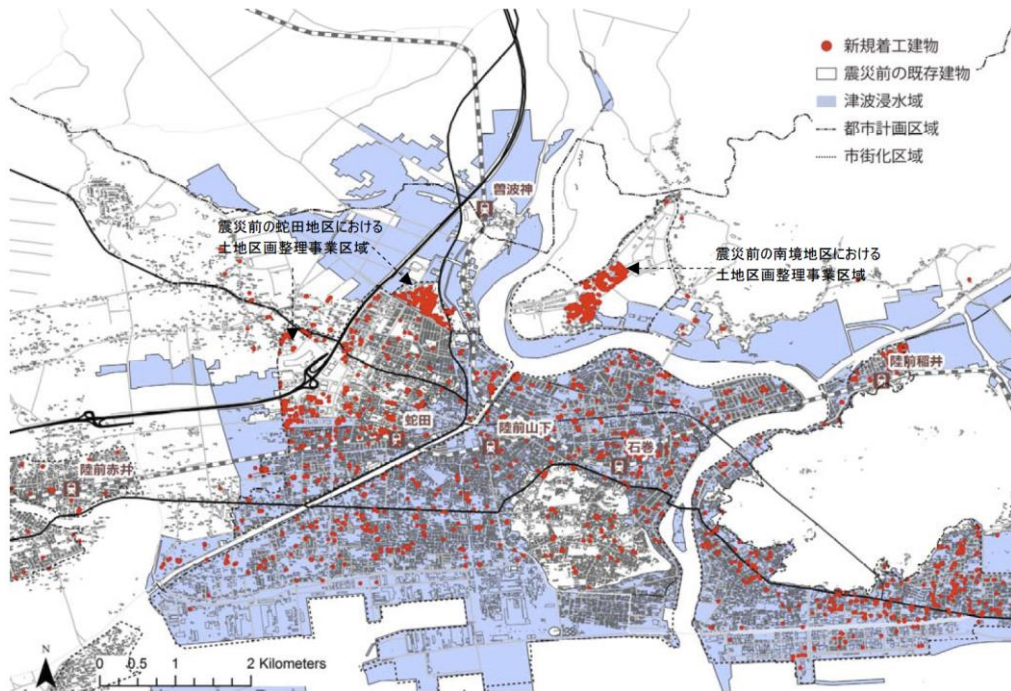 新規着工建物
震災前の既存建物
津波浸水域
都市計画区域
市街化区域
曽波神
震災前の蛇田地区における
土地区画整理事業区域
震災前の南境地区における
土地区画整理事業区域
陸前稲井
蛇田
陸前山下
石巻
陸前赤井
N
0 0.5 1 2 Kilometers